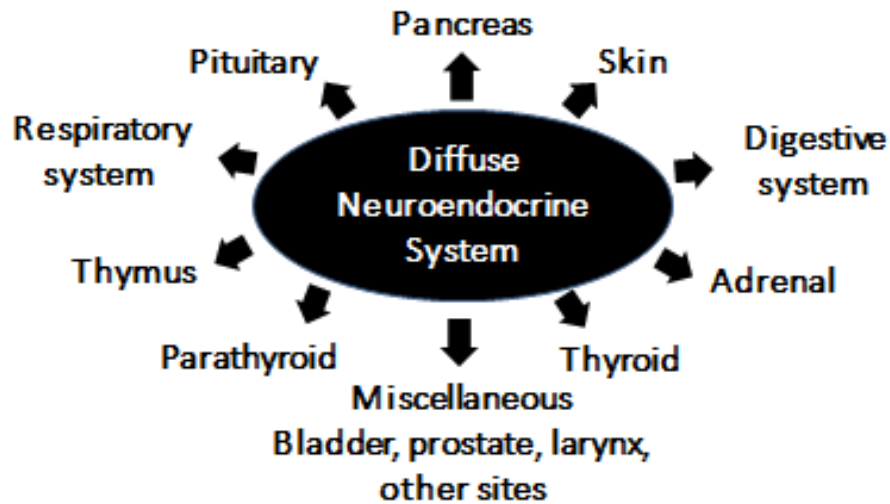 Pancreas
Pituitary
Skin
Respiratory
system
Diffuse
Neuroendocrine
System
Digestive
system
Thymus
Adrenal
Parathyroid
Thyroid
Miscellaneous
Bladder, prostate, larynx,
other sites